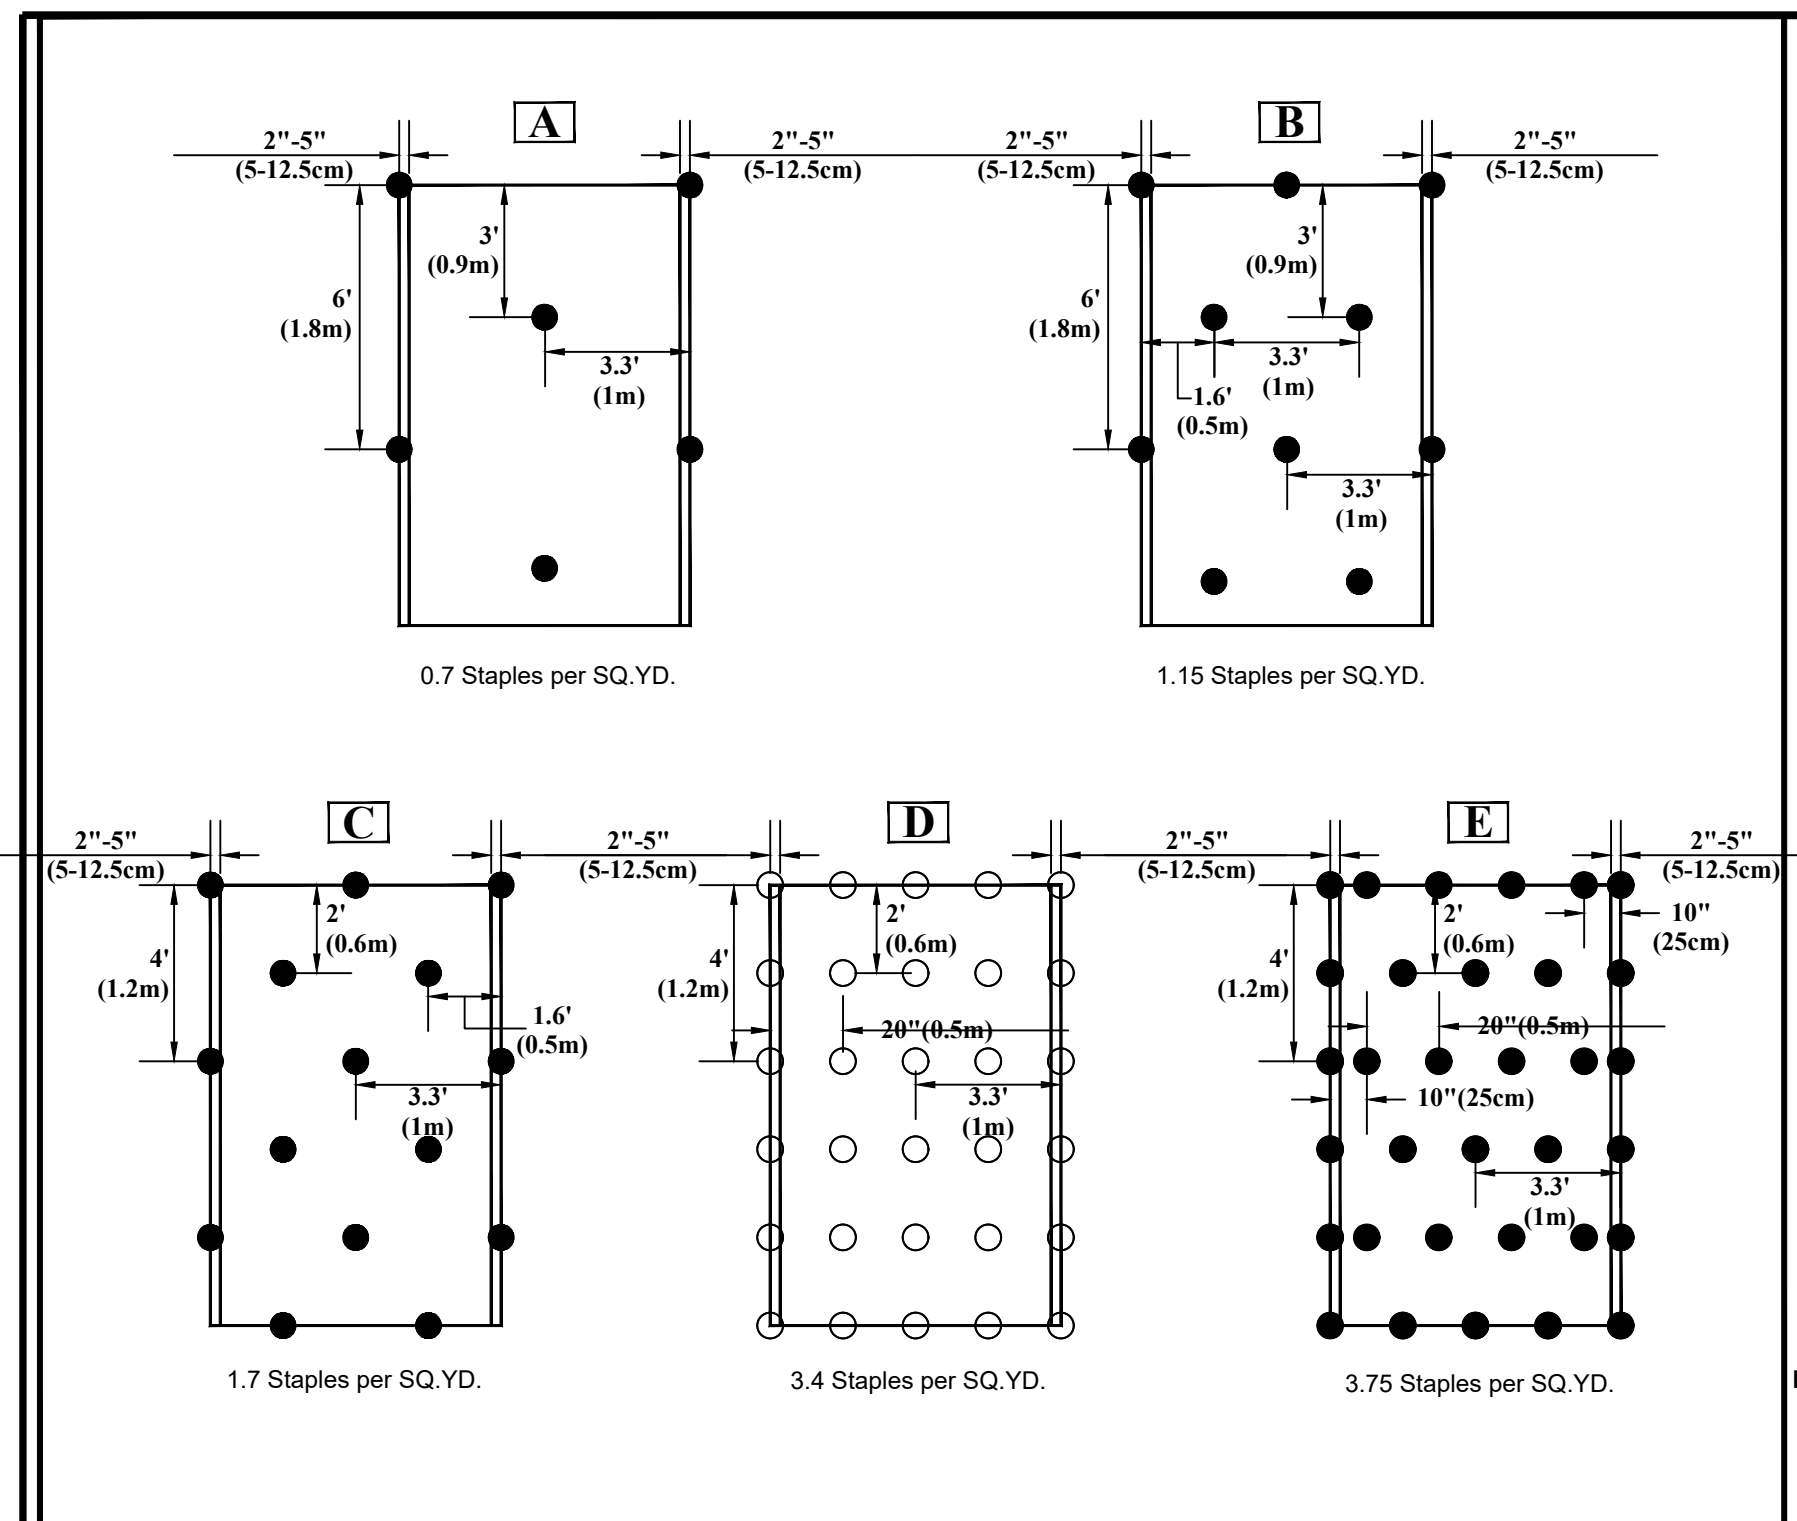 A
B
2"-5"
(5-12.5cm)
2"-5"
(5-12.5cm)
2"-5"
(5-12.5cm)
2"-5"
(5-12.5cm)
3'
(0.9m)
6'
(1.8m)
3.3'
(1m)
3'
(0.9m)
6'
(1.8m)
3.3'
(1m)
1.6'
(0.5m)
3.3'
(1m)
0.7 Staples per SQ.YD.
1.15 Staples per SQ.YD.
C
D
E
2"-5"
(5-12.5cm)
2"-5"
(5-12.5cm)
2"-5"
(5-12.5cm)
2"-5"
(5-12.5cm)
2'
(0.6m)
4'
(1.2m)
1.6'
(0.5m)
3.3'
(1m)
2'
(0.6m)
4'
(1.2m)
20"(0.5m)
3.3'
(1m)
2'
(0.6m)
10"
(25cm)
4'
(1.2m)
20"(0.5m)
10"(25cm)
3.3'
(1m)
1.7 Staples per SQ.YD.
3.4 Staples per SQ.YD.
3.75 Staples per SQ.YD.